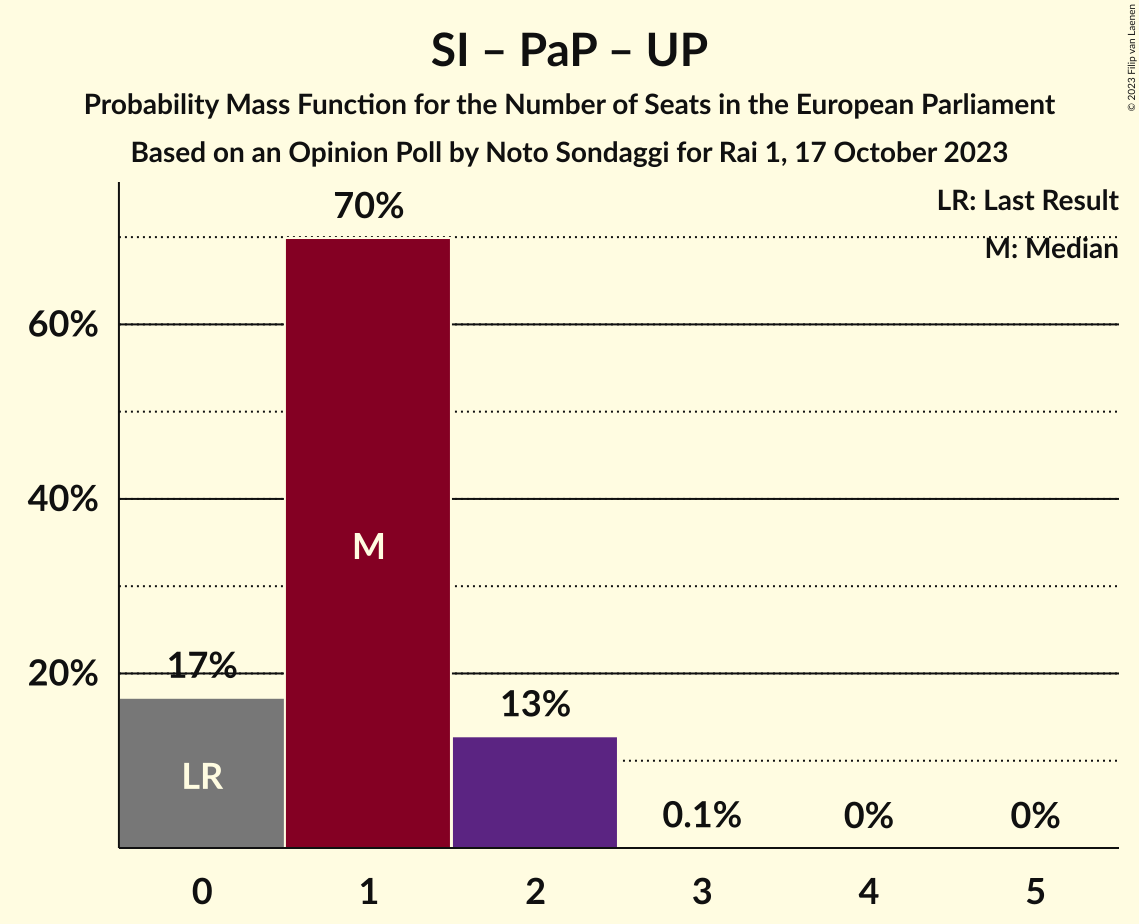 SI – PaP – UP
Probability Mass Function for the Number of Seats in the European Parliament
Based on an Opinion Poll by Noto Sondaggi for Rai 1, 17 October 2023
© 2023 Filip van Laenen
LR: Last Result
M: Median
70%
60%
40%
20%
17%
13%
0.1%
0%
0%
M
LR
0
1
2
3
4
5